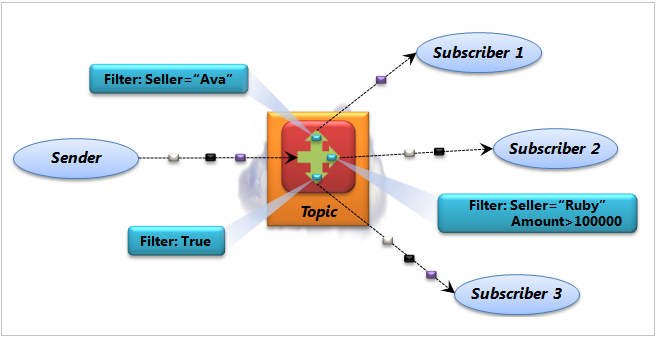 Subscriber 1
Filter: Seller=“Ava”
Sender
Subscriber 2
Topic
Filter: Seller=“Ruby”
Amount>100000
Filter: True
Subscriber 3